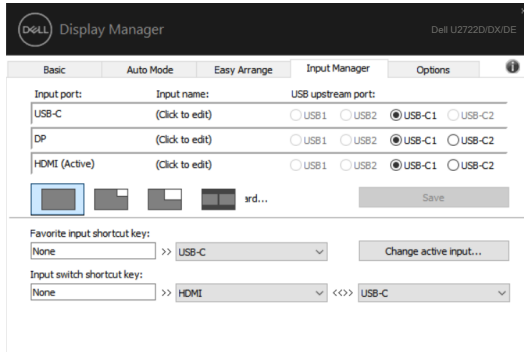 DELL Display Manager Dell U2722D/DX/DE
Basic Auto Mode Easy Arrange Input Manager Options
Input port: Input name: USB upstream port:
USB-C (Click to edit) USB1 USB2 USB-C1 USB-C2
DP (Click to edit) USB1 USB2 USB-C1 USB-C2
HDMI (Active) (Click to edit) USB1 USB2 USB-C1 USB-C2
ard... Save
Favorite input shortcut key:
None >> USB-C Change active input...
Input switch shortcut key:
None >> HDMI <<>> USB-C